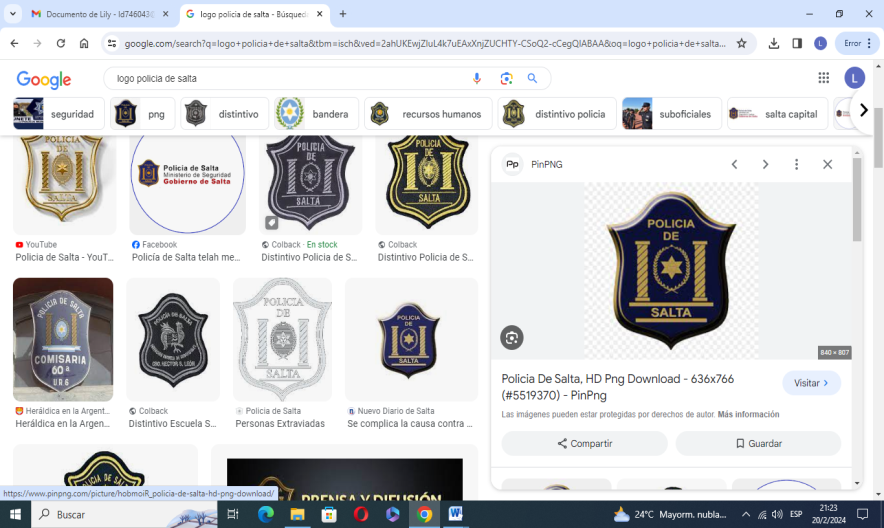 Documento de Lily - Id746043@
logo policia de salta - Búsqued
google.com/search?q=logo+policia+de+salta&tbm=isch&ved=2ahUKEwjZluL4k7uEAxXnjZUCHTY-CSoQ2-cCegQIABAA&oq=logo+policia+de+salta...
L
Error
Google
logo policia de salta
L
seguridad
png
distintivo
bandera
recursos humanos
distintivo policia
suboficiales
salta capital
POLICIA
DE
SALTA
Policía de Salta
Ministerio de Seguridad
Gobierno de Salta
POLICIA
DE
SALTA
POLICIA
DE
SALTA
YouTube
Policia de Salta - YouT...
Facebook
Policía de Salta telah me...
Colback · En stock
Distintivo Policia de S...
Colback
Distintivo Policia de S...
POLICIA DE SALTA
COMISARIA
60ª
UR6
POLICIA DE SALTA
POLICIA
DE
SALTA
POLICIA
DE
SALTA
Heráldica en la Argent...
Heráldica en la Argen...
Colback
Distintivo Escuela S...
Policia de Salta
Personas Extraviadas
Nuevo Diario de Salta
Se complica la causa contra ...
PRENSA Y DIFUSIÓN
Pp
PinPNG
POLICIA
DE
SALTA
840 × 807
Policia De Salta, HD Png Download - 636x766
(#5519370) - PinPng
Visitar
Las imágenes pueden estar protegidas por derechos de autor. Más información
Compartir
Guardar
https://www.pinpng.com/picture/hobmoiR_policia-de-salta-hd-png-download/
Buscar
24°C Mayorm. nubla...
ESP
21:23
20/2/2024